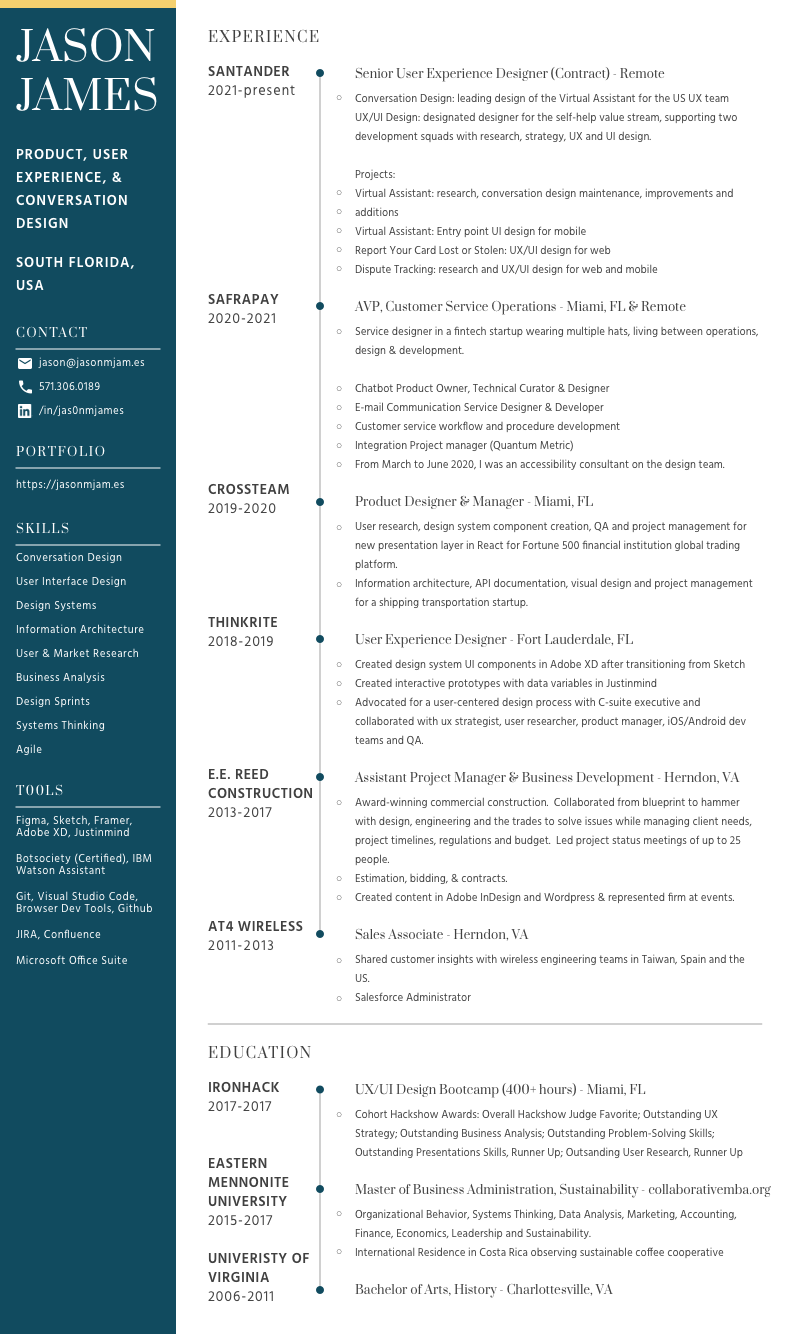 JASON
JAMES
PRODUCT, USER
EXPERIENCE, &
CONVERSATION
DESIGN
SOUTH FLORIDA,
USA
CONTACT
jason@jasonmjam.es
571.306.0189
/in/jas0nmjames
PORTFOLIO
https://jasonmjam.es
SKILLS
Conversation Design
User Interface Design
Design Systems
Information Architecture
User & Market Research
Business Analysis
Design Sprints
Systems Thinking
Agile
TOOLS
Figma, Sketch, Framer,
Adobe XD, Justinmind
Botsociety (Certified), IBM
Watson Assistant
Git, Visual Studio Code,
Browser Dev Tools, Github
JIRA, Confluence
Microsoft Office Suite
EXPERIENCE
SANTANDER
2021-present
Senior User Experience Designer (Contract) - Remote
○ Conversation Design: leading design of the Virtual Assistant for the US UX team
UX/UI Design: designated designer for the self-help value stream, supporting two
development squads with research, strategy, UX and UI design.
Projects:
○ Virtual Assistant: research, conversation design maintenance, improvements and
○ additions
○ Virtual Assistant: Entry point UI design for mobile
○ Report Your Card Lost or Stolen: UX/UI design for web
○ Dispute Tracking: research and UX/UI design for web and mobile
SAFRAPAY
2020-2021
AVP, Customer Service Operations - Miami, FL & Remote
○ Service designer in a fintech startup wearing multiple hats, living between operations,
design & development.
○ Chatbot Product Owner, Technical Curator & Designer
○ E-mail Communication Service Designer & Developer
○ Customer service workflow and procedure development
○ Integration Project manager (Quantum Metric)
○ From March to June 2020, I was an accessibility consultant on the design team.
CROSSTEAM
2019-2020
Product Designer & Manager - Miami, FL
○ User research, design system component creation, QA and project management for
new presentation layer in React for Fortune 500 financial institution global trading
platform.
○ Information architecture, API documentation, visual design and project management
for a shipping transportation startup.
THINKRITE
2018-2019
User Experience Designer - Fort Lauderdale, FL
○ Created design system UI components in Adobe XD after transitioning from Sketch
○ Created interactive prototypes with data variables in Justinmind
○ Advocated for a user-centered design process with C-suite executive and
collaborated with ux strategist, user researcher, product manager, iOS/Android dev
teams and QA.
E.E. REED
CONSTRUCTION
2013-2017
Assistant Project Manager & Business Development - Herndon, VA
○ Award-winning commercial construction. Collaborated from blueprint to hammer
with design, engineering and the trades to solve issues while managing client needs,
project timelines, regulations and budget. Led project status meetings of up to 25
people.
○ Estimation, bidding, & contracts.
○ Created content in Adobe InDesign and Wordpress & represented firm at events.
AT4 WIRELESS
2011-2013
Sales Associate - Herndon, VA
○ Shared customer insights with wireless engineering teams in Taiwan, Spain and the
US.
○ Salesforce Administrator
EDUCATION
IRONHACK
2017-2017
UX/UI Design Bootcamp (400+ hours) - Miami, FL
○ Cohort Hackshow Awards: Overall Hackshow Judge Favorite; Outstanding UX
Strategy; Outstanding Business Analysis; Outstanding Problem-Solving Skills;
Outstanding Presentations Skills, Runner Up; Outsanding User Research, Runner Up
EASTERN
MENNONITE
UNIVERSITY
2015-2017
Master of Business Administration, Sustainability - collaborativemba.org
○ Organizational Behavior, Systems Thinking, Data Analysis, Marketing, Accounting,
Finance, Economics, Leadership and Sustainability.
○ International Residence in Costa Rica observing sustainable coffee cooperative
UNIVERISTY OF
VIRGINIA
2006-2011
Bachelor of Arts, History - Charlottesville, VA